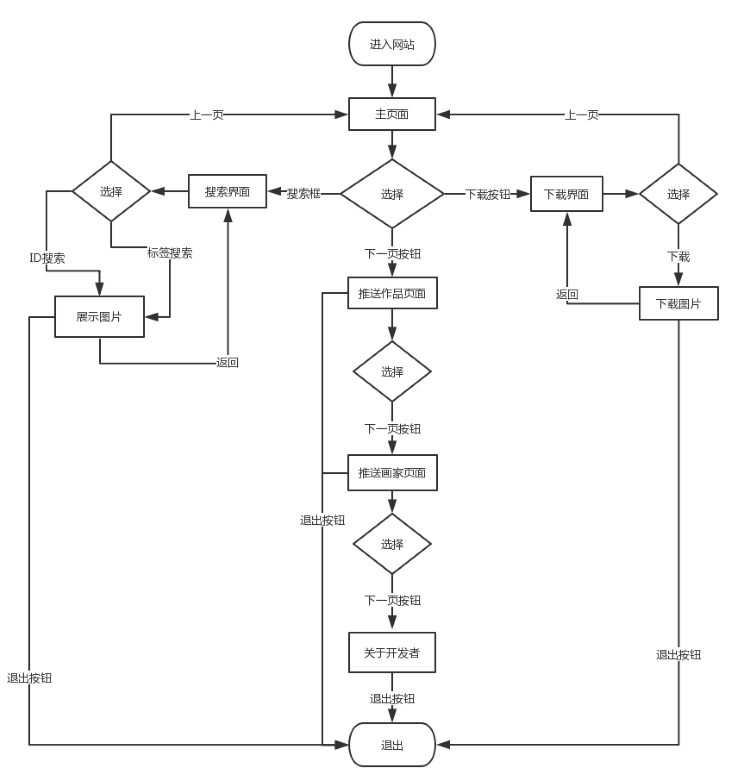 进入网站
上一页
主页面
上一页
选择
搜索界面
搜索框
选择
下载按钮
下载界面
选择
ID搜索
标签搜索
下一页按钮
下载
展示图片
推送作品页面
返回
下载图片
返回
选择
下一页按钮
推送画家页面
退出按钮
选择
下一页按钮
关于开发者
退出按钮
退出按钮
退出按钮
退出